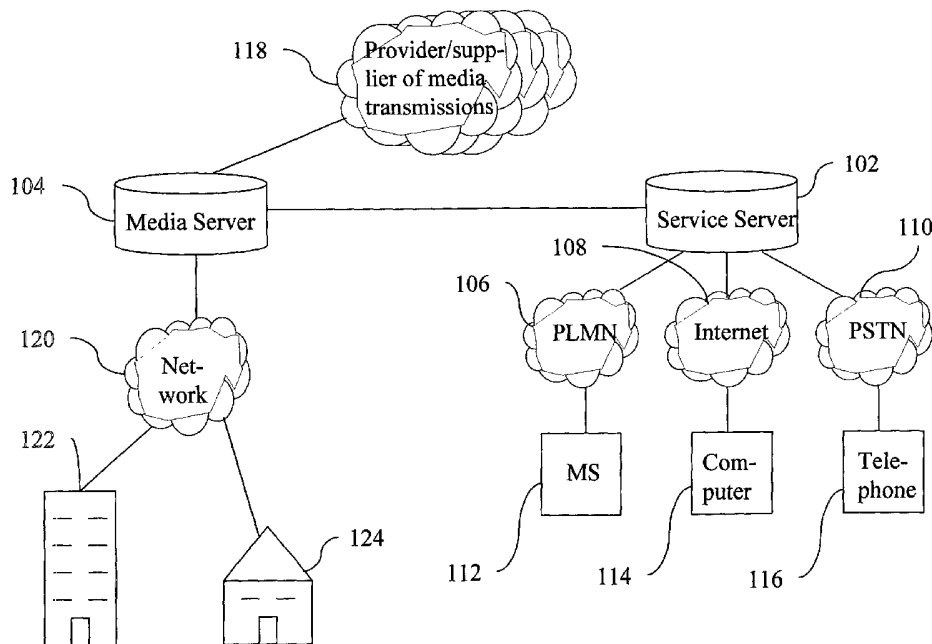 118
Provider/supp-
lier of media
transmissions
104
Media Server
102
Service Server
106
PLMN
108
Internet
110
PSTN
120
Net-
work
122
124
MS
112
Com-
puter
114
Tele-
phone
116